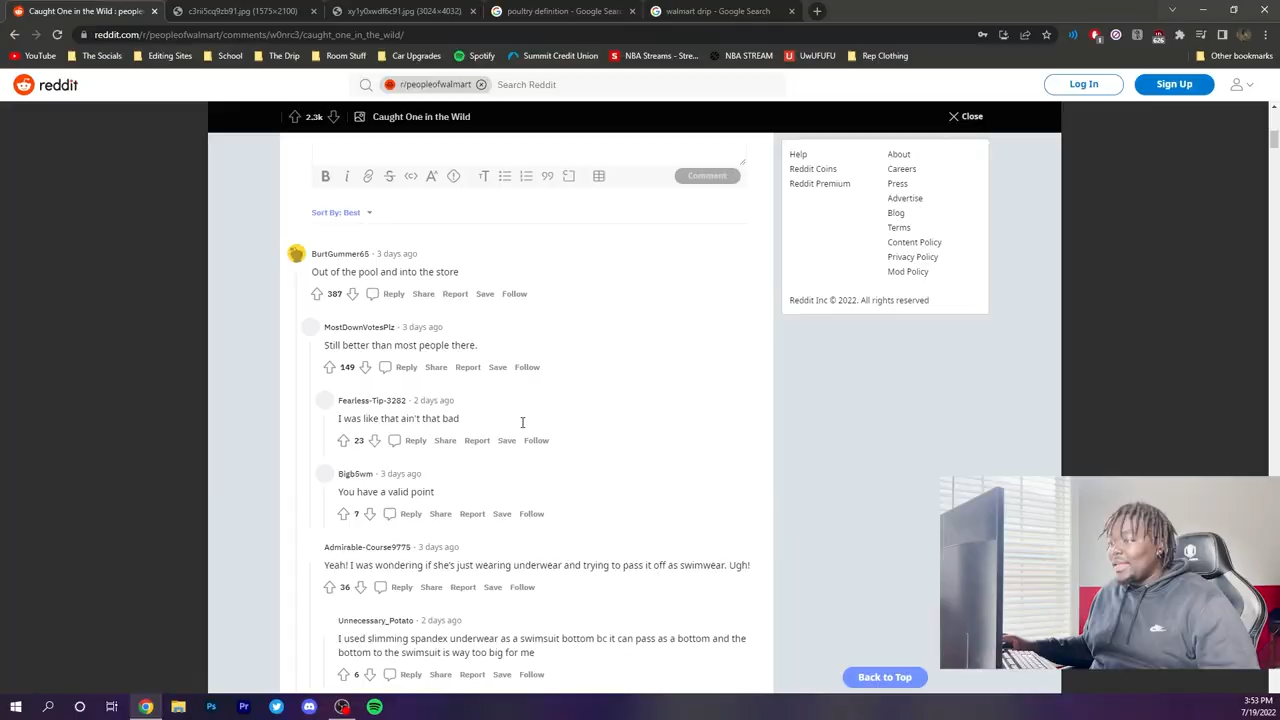 Caught One in the Wild : peoples
c3rii5cq9zb91.jpg (1575×2100)
xy1y0xwdf6c91.jpg (3024×4032)
poultry definition - Google Sear
walmart drip - Google Search
reddit.com/r/peopleofwalmart/comments/w0nrc3/caught_one_in_the_wild/
YouTube
The Socials
Editing Sites
School
The Drip
Room Stuff
Car Upgrades
Spotify
Summit Credit Union
NBA Streams - Stre...
NBA STREAM
UwUFUFU
Rep Clothing
Other bookmarks
reddit
r/peopleofwalmart
Search Reddit
Log In
Sign Up
2.3k
Caught One in the Wild
Close
Comment
Sort By: Best
BurtGummer65 · 3 days ago
Out of the pool and into the store
387 Reply Share Report Save Follow
MostDownVotesPlz · 3 days ago
Still better than most people there.
149 Reply Share Report Save Follow
Fearless-Tip-3282 · 2 days ago
I was like that ain't that bad
23 Reply Share Report Save Follow
Bigb5wm · 3 days ago
You have a valid point
7 Reply Share Report Save Follow
Admirable-Course9775 · 3 days ago
Yeah! I was wondering if she's just wearing underwear and trying to pass it off as swimwear. Ugh!
36 Reply Share Report Save Follow
Unnecessary_Potato · 2 days ago
I used slimming spandex underwear as a swimsuit bottom bc it can pass as a bottom and the
bottom to the swimsuit is way too big for me
6 Reply Share Report Save Follow
Help
Reddit Coins
Reddit Premium
About
Careers
Press
Advertise
Blog
Terms
Content Policy
Privacy Policy
Mod Policy
Reddit Inc © 2022. All rights reserved
Back to Top
3:53 PM
7/19/2022